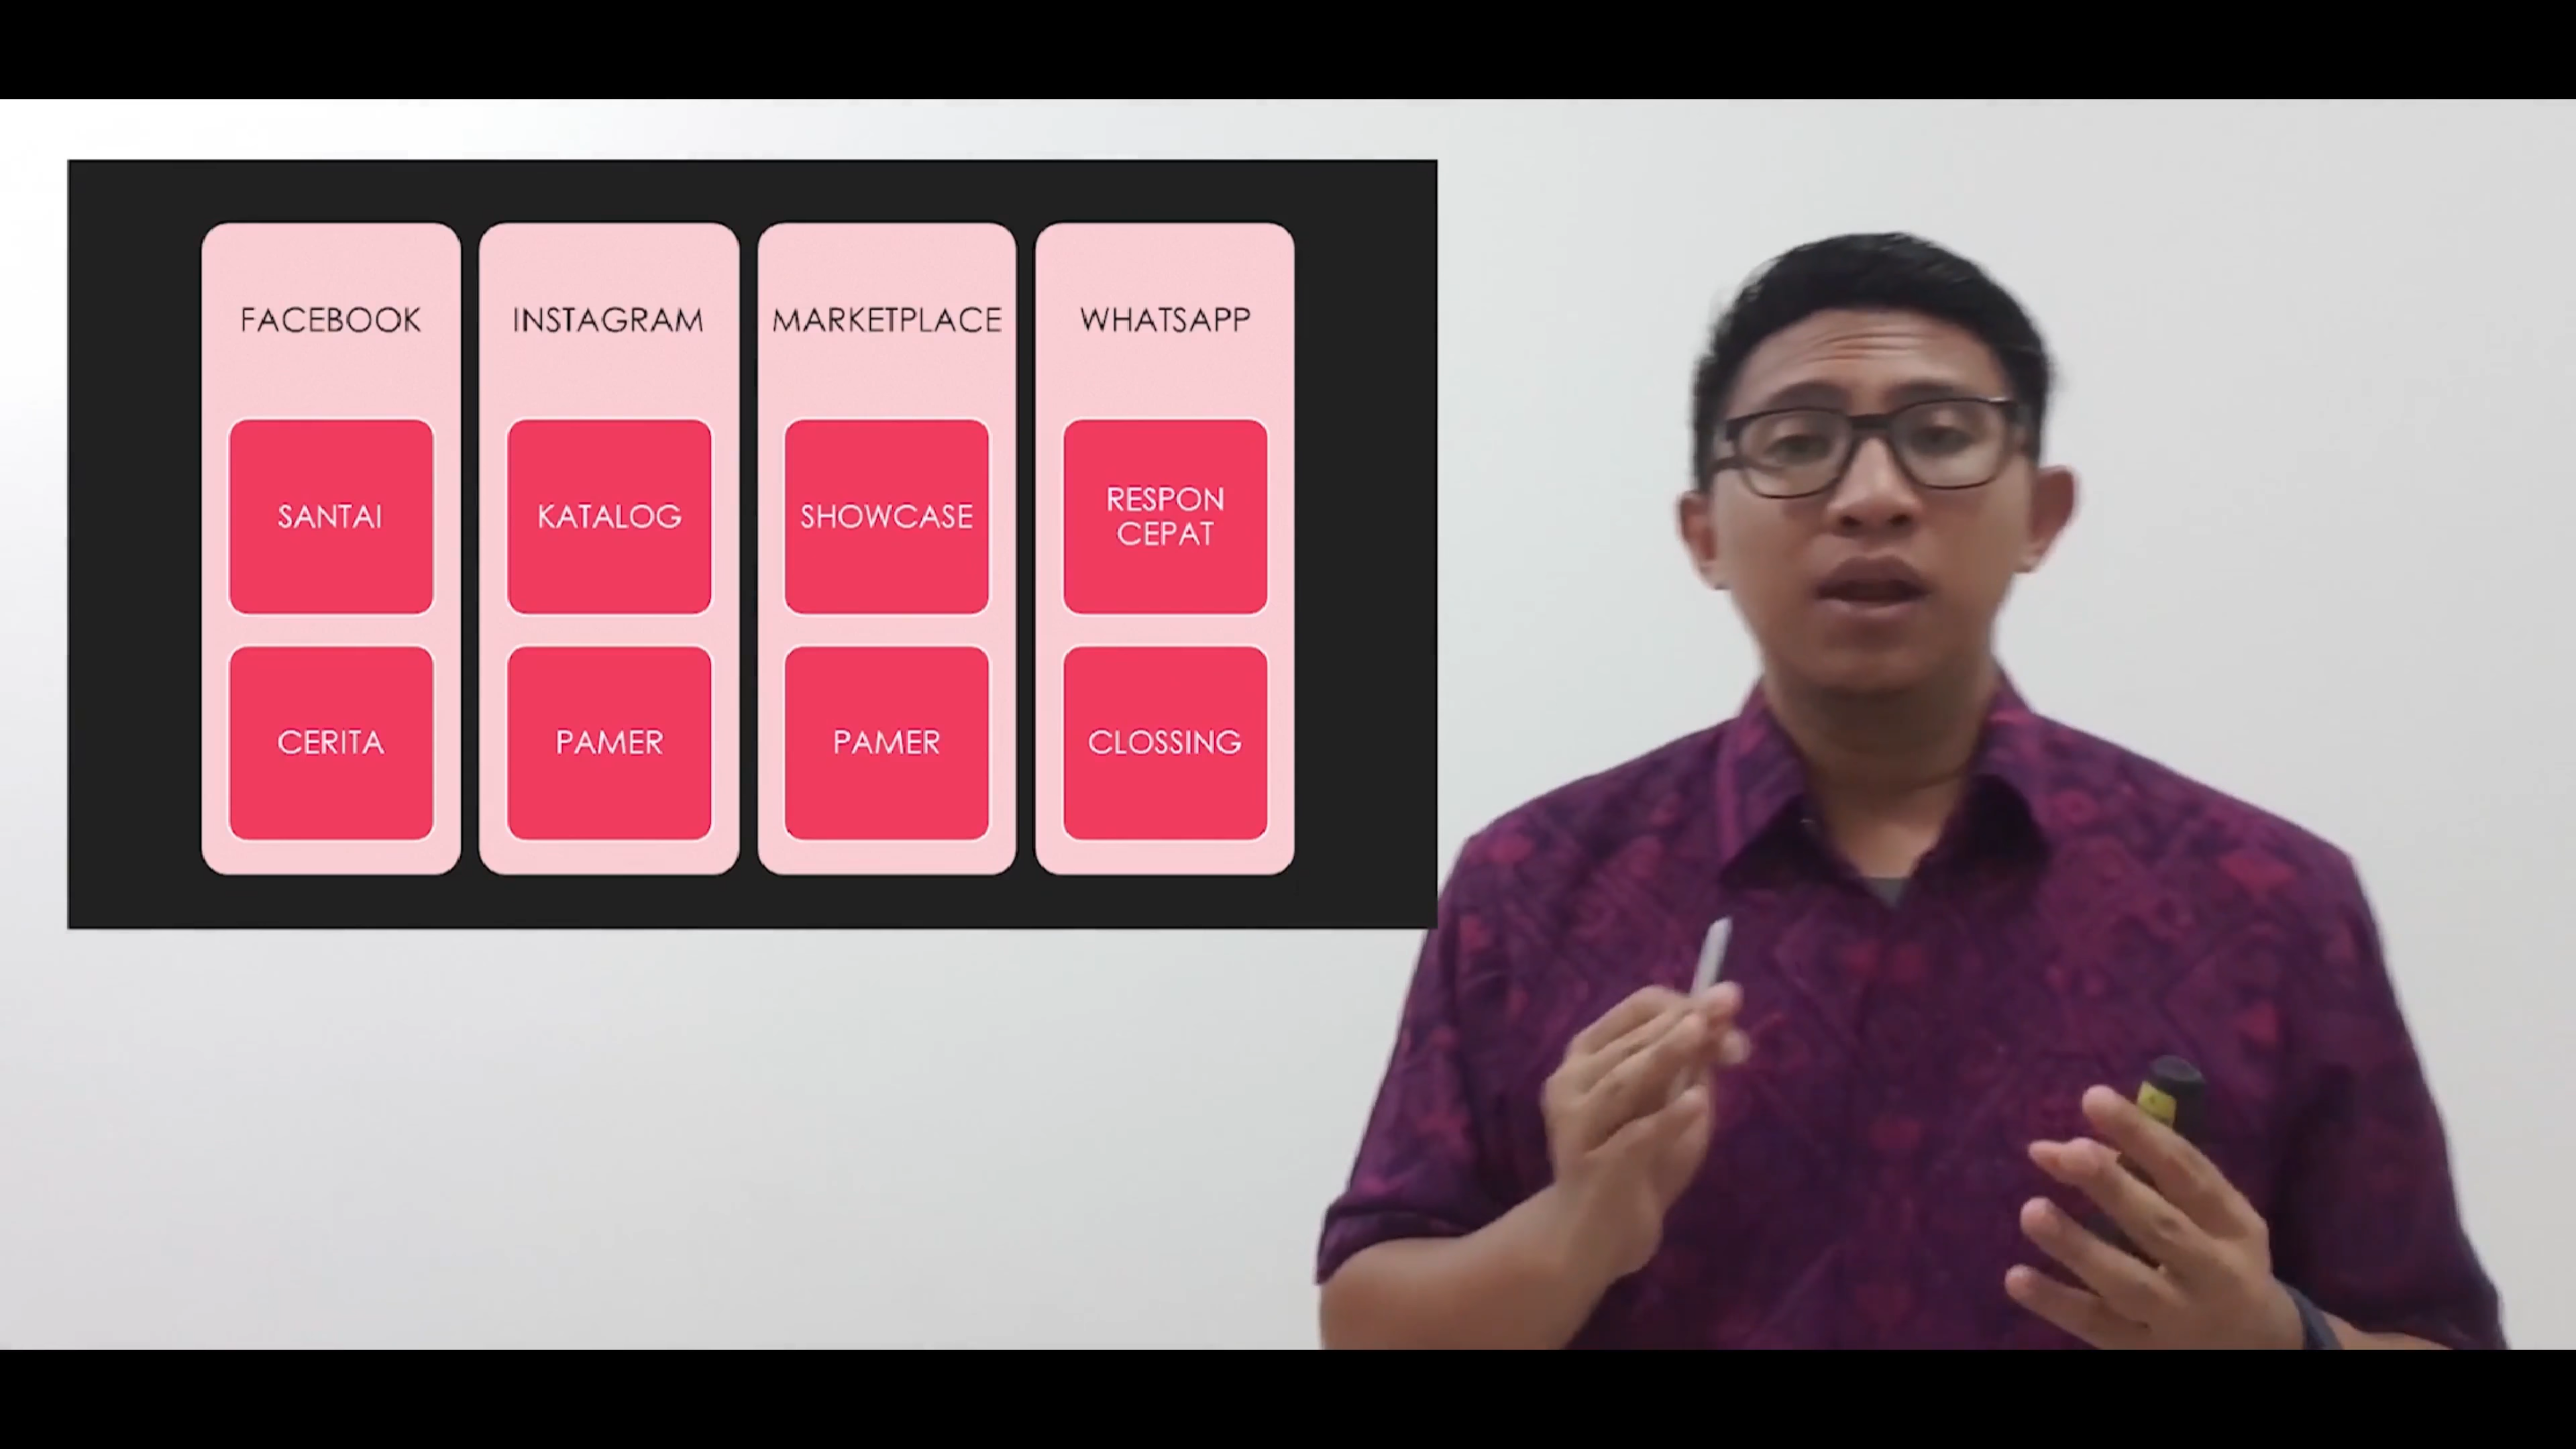 FACEBOOK
SANTAI
CERITA
INSTAGRAM
KATALOG
PAMER
MARKETPLACE
SHOWCASE
PAMER
WHATSAPP
RESPON
CEPAT
CLOSSING